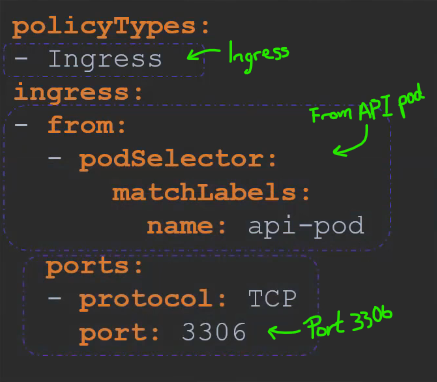 policyTypes:
- Ingress
Ingress
ingress:
- from:
From API pod
- podSelector:
matchLabels:
name: api-pod
ports:
- protocol: TCP
port: 3306
Port 3306